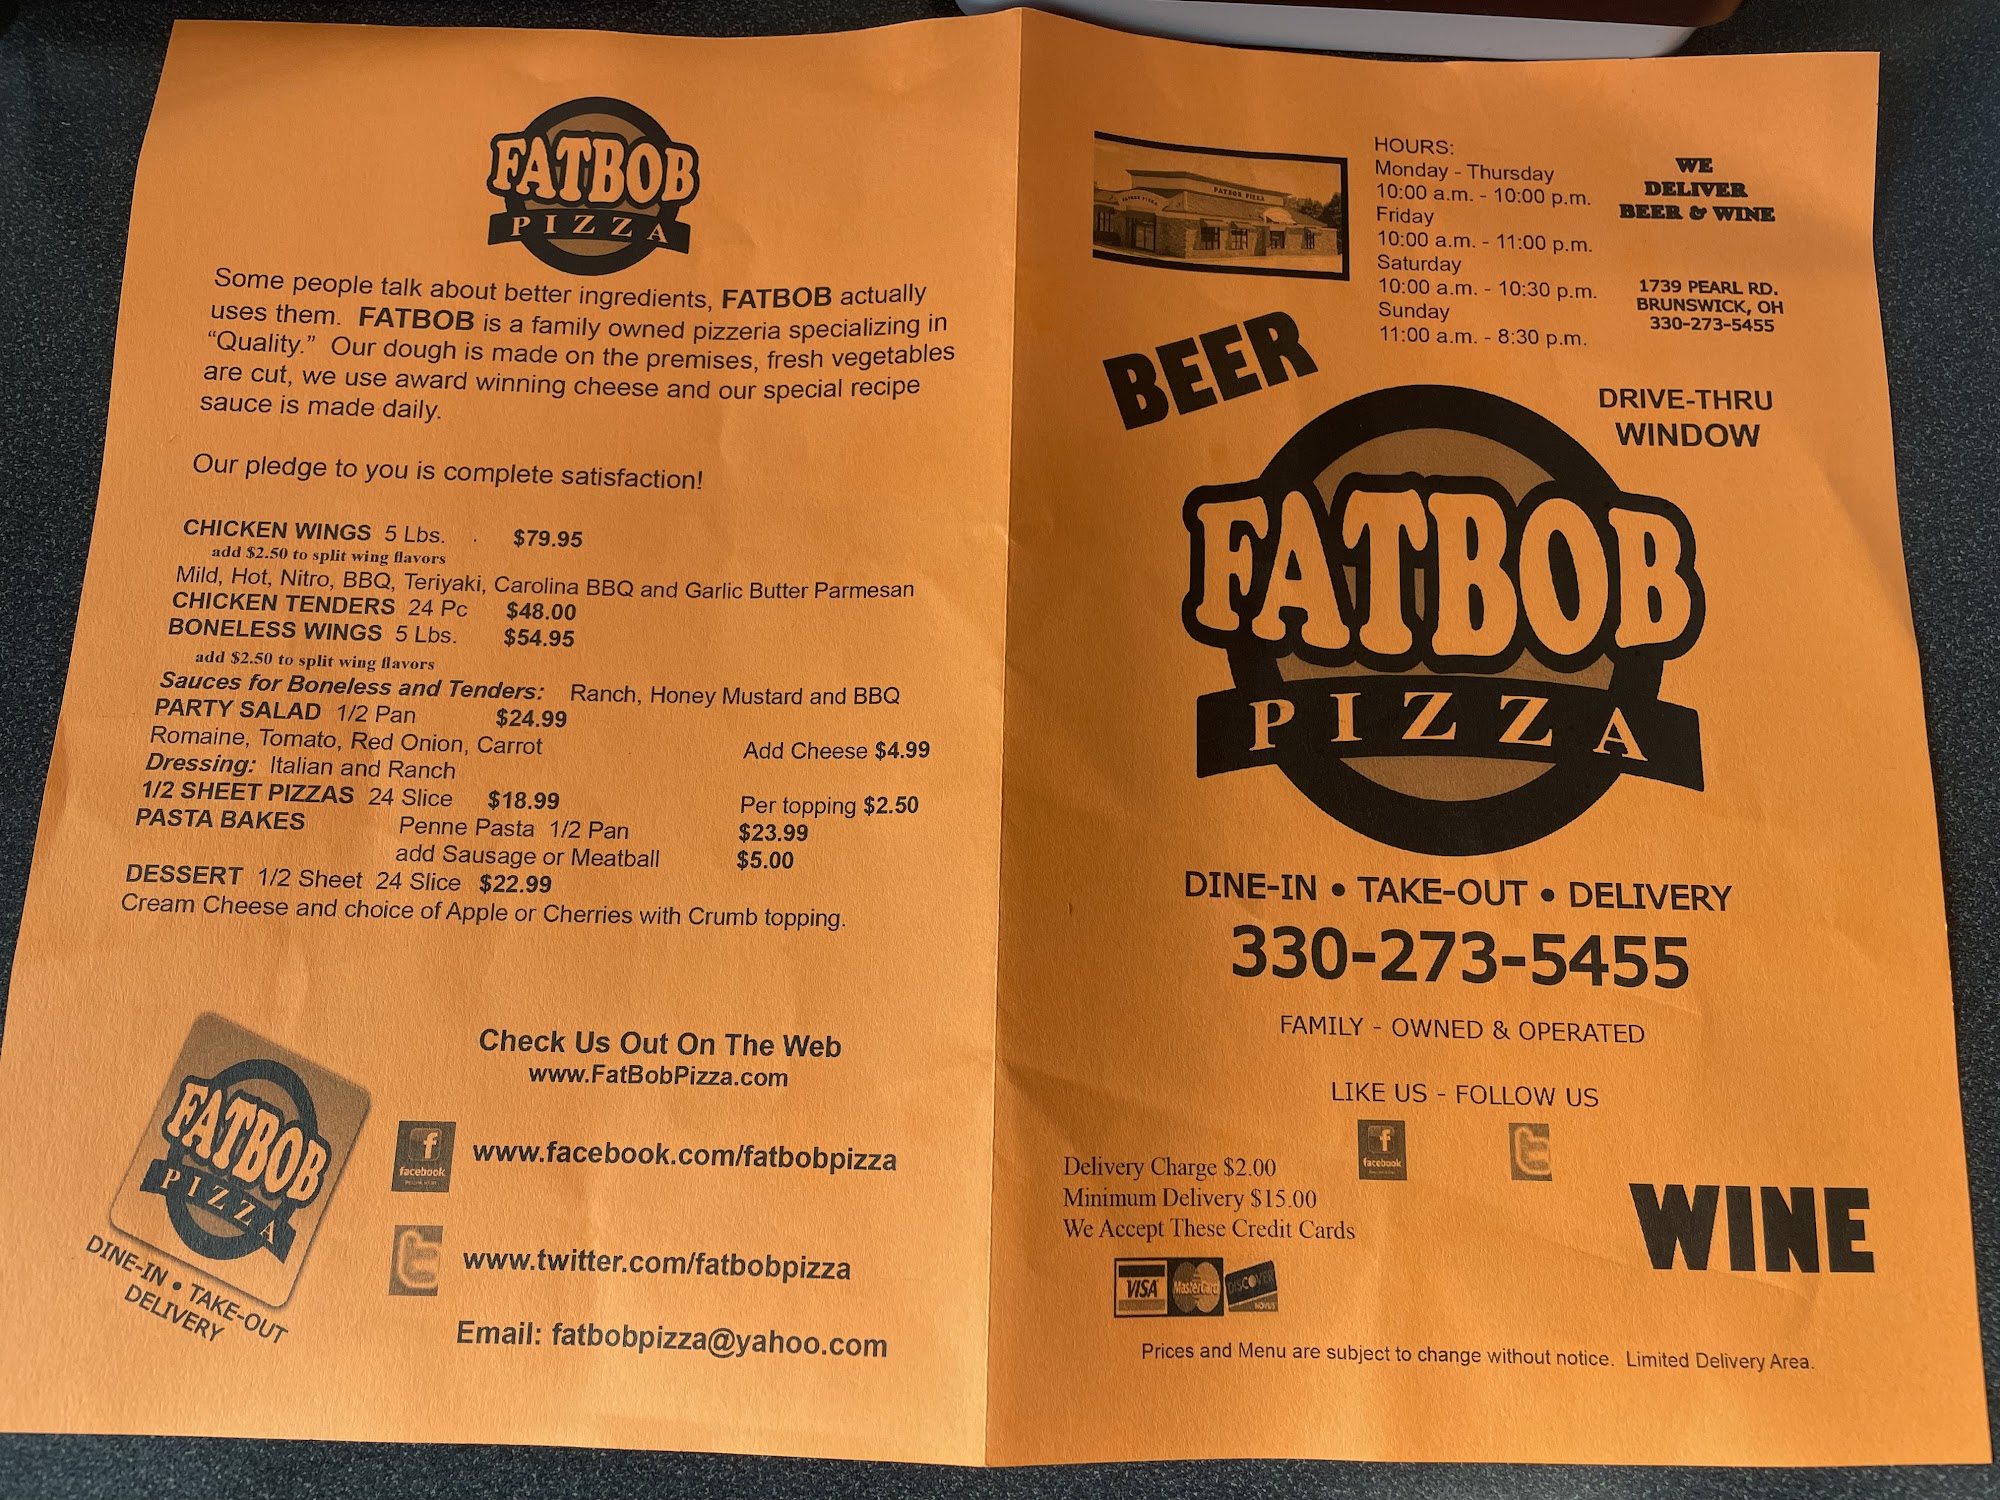 FATBOB
PIZZA
Some people talk about better ingredients, FATBOB actually
uses them. FATBOB is a family owned pizzeria specializing in
“Quality.” Our dough is made on the premises, fresh vegetables
are cut, we use award winning cheese and our special recipe
sauce is made daily.
Our pledge to you is complete satisfaction!
CHICKEN WINGS 5 Lbs. . $79.95
add $2.50 to split wing flavors
Mild, Hot, Nitro, BBQ, Teriyaki, Carolina BBQ and Garlic Butter Parmesan
CHICKEN TENDERS 24 Pc $48.00
BONELESS WINGS 5 Lbs. $54.95
add $2.50 to split wing flavors
Sauces for Boneless and Tenders: Ranch, Honey Mustard and BBQ
PARTY SALAD 1/2 Pan $24.99
Romaine, Tomato, Red Onion, Carrot Add Cheese $4.99
Dressing: Italian and Ranch
1/2 SHEET PIZZAS 24 Slice $18.99 Per topping $2.50
PASTA BAKES Penne Pasta 1/2 Pan $23.99
add Sausage or Meatball $5.00
DESSERT 1/2 Sheet 24 Slice $22.99
Cream Cheese and choice of Apple or Cherries with Crumb topping.
Check Us Out On The Web
www.FatBobPizza.com
facebook
www.facebook.com/fatbobpizza
t
www.twitter.com/fatbobpizza
Email: fatbobpizza@yahoo.com
FATBOB
PIZZA
DINE-IN • TAKE-OUT
DELIVERY
FATBOB PIZZA
HOURS:
Monday - Thursday
10:00 a.m. - 10:00 p.m.
Friday
10:00 a.m. - 11:00 p.m.
Saturday
10:00 a.m. - 10:30 p.m.
Sunday
11:00 a.m. - 8:30 p.m.
WE
DELIVER
BEER & WINE
1739 PEARL RD.
BRUNSWICK, OH
330-273-5455
BEER
DRIVE-THRU
WINDOW
FATBOB
PIZZA
DINE-IN • TAKE-OUT • DELIVERY
330-273-5455
FAMILY - OWNED & OPERATED
LIKE US - FOLLOW US
facebook
t
Delivery Charge $2.00
Minimum Delivery $15.00
We Accept These Credit Cards
VISA MasterCard DISCOVER
NOVUS
WINE
Prices and Menu are subject to change without notice. Limited Delivery Area.